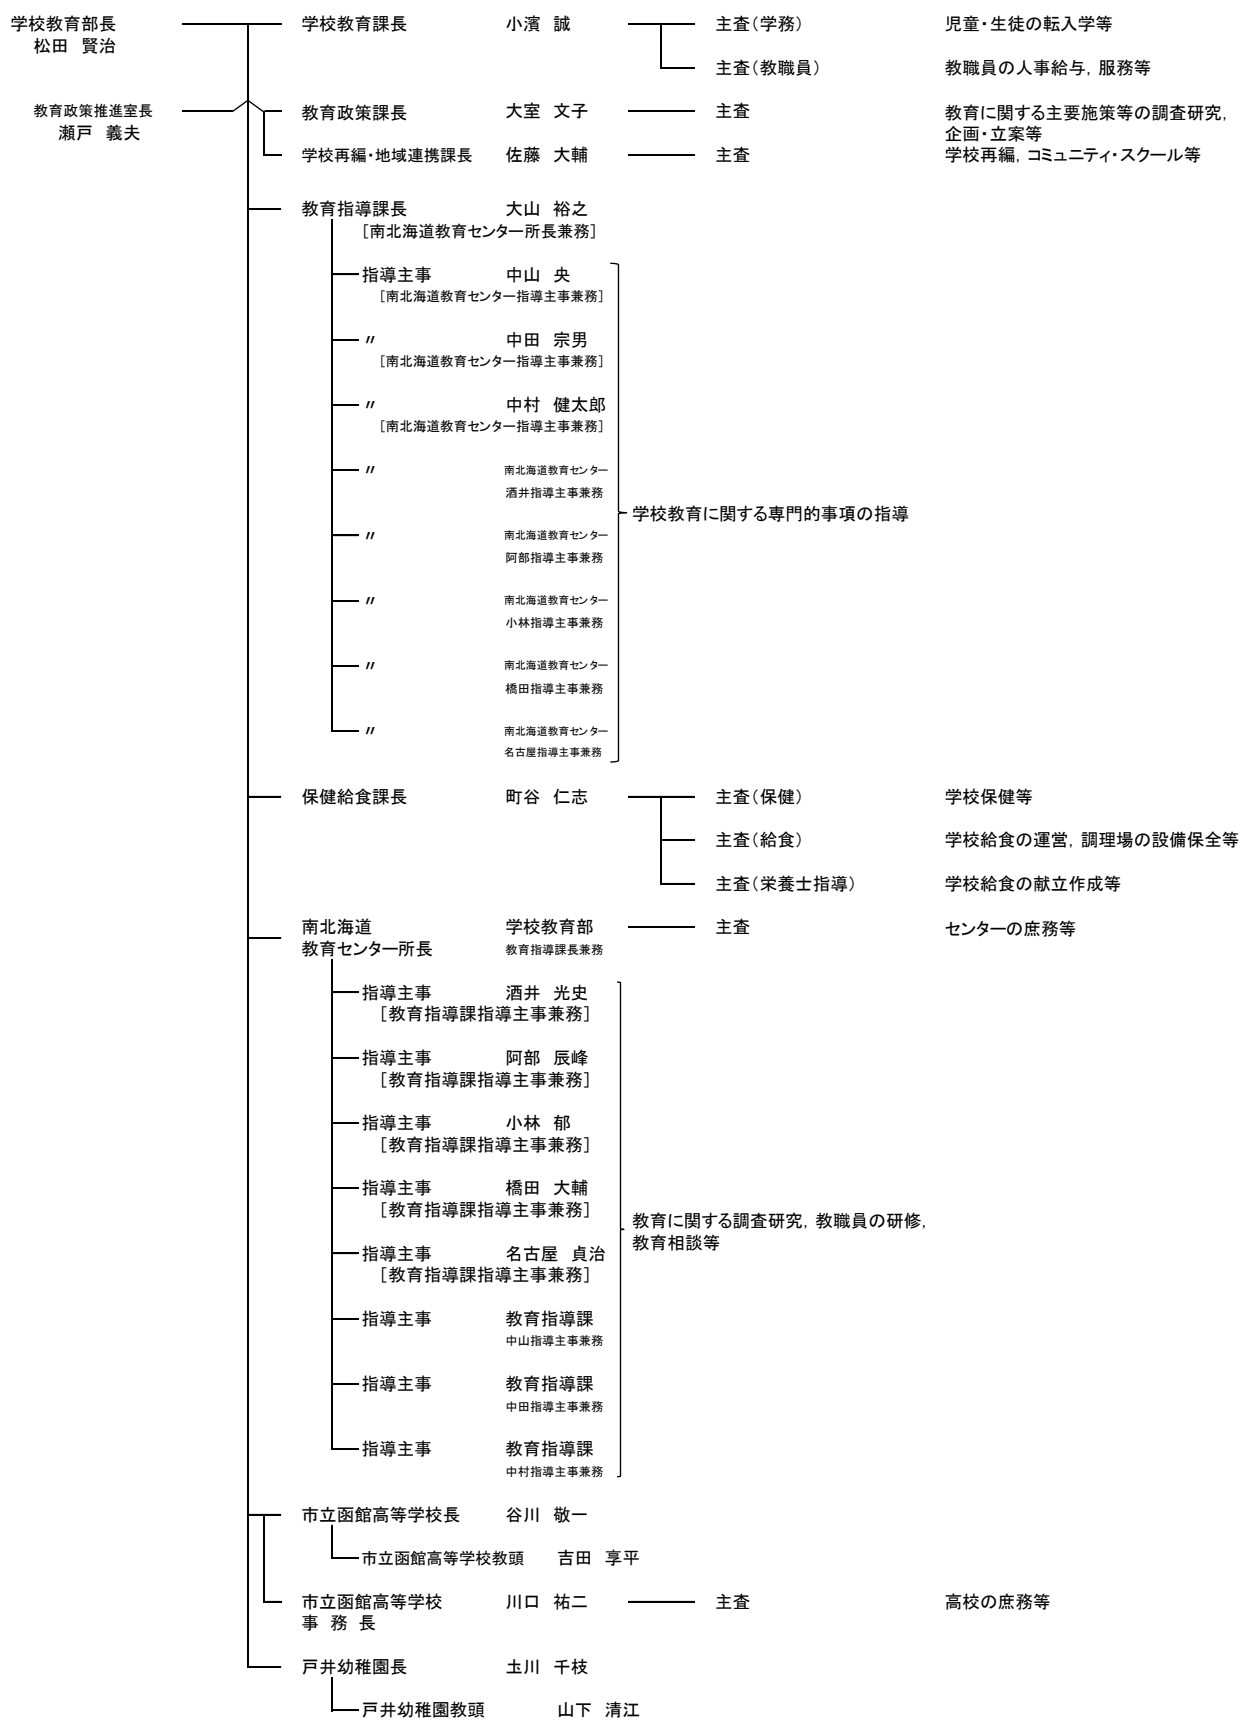 学校教育部長 学校教育課長 小濱 誠 主査(学務) 児童・生徒の転入学等
松田 賢治
主査(教職員) 教職員の人事給与, 服務等
教育政策推進室長 教育政策課長 大室 文子 主査 教育に関する主要施策等の調査研究,
瀬戸 義夫 企画・立案等
学校再編・地域連携課長 佐藤 大輔 主査 学校再編, コミュニティ・スクール等
教育指導課長 大山 裕之
[南北海道教育センター所長兼務]
指導主事 中山 央
[南北海道教育センター指導主事兼務]
〃 中田 宗男
[南北海道教育センター指導主事兼務]
〃 中村 健太郎
[南北海道教育センター指導主事兼務]
〃 南北海道教育センター
酒井指導主事兼務
学校教育に関する専門的事項の指導
〃 南北海道教育センター
阿部指導主事兼務
〃 南北海道教育センター
小林指導主事兼務
〃 南北海道教育センター
橋田指導主事兼務
〃 南北海道教育センター
名古屋指導主事兼務
保健給食課長 町谷 仁志 主査(保健) 学校保健等
主査(給食) 学校給食の運営, 調理場の設備保全等
主査(栄養士指導) 学校給食の献立作成等
南北海道 学校教育部 主査 センターの庶務等
教育センター所長 教育指導課長兼務
指導主事 酒井 光史
[教育指導課指導主事兼務]
指導主事 阿部 辰峰
[教育指導課指導主事兼務]
指導主事 小林 郁
[教育指導課指導主事兼務]
指導主事 橋田 大輔
[教育指導課指導主事兼務]
教育に関する調査研究, 教職員の研修,
教育相談等
指導主事 名古屋 貞治
[教育指導課指導主事兼務]
指導主事 教育指導課
中山指導主事兼務
指導主事 教育指導課
中田指導主事兼務
指導主事 教育指導課
中村指導主事兼務
市立函館高等学校長 谷川 敬一
市立函館高等学校教頭 吉田 享平
市立函館高等学校 川口 祐二 主査 高校の庶務等
事 務 長
戸井幼稚園長 圡川 千枝
戸井幼稚園教頭 山下 清江